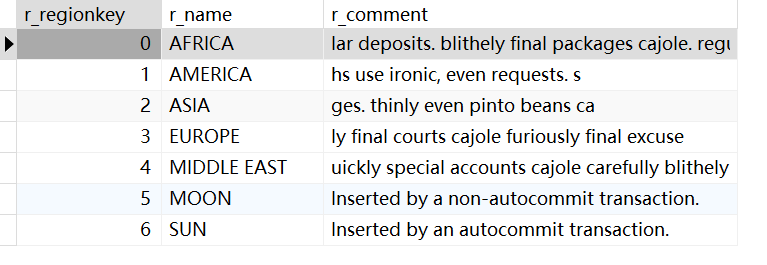 r_regionkey r_name r_comment
0 AFRICA lar deposits. blithely final packages cajole.
1 AMERICA hs use ironic, even requests. s
2 ASIA ges. thinly even pinto beans ca
3 EUROPE ly final courts cajole furiously final excuse
4 MIDDLE EAST uickly special accounts cajole carefully blithely
5 MOON Inserted by a non-autocommit transaction.
6 SUN Inserted by an autocommit transaction.